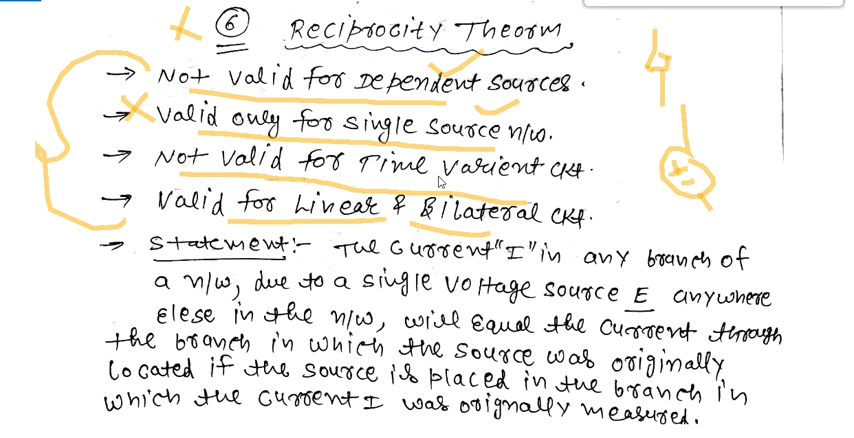 ⑥ Reciprocity Theorm
→ Not valid for Dependent sources.
→ Valid only for single source n/w.
→ Not valid for Time varient ckt.
→ Valid for Linear & Bilateral ckt.
→ Statement:- The current "I" in any branch of
a n/w, due to a single voltage source E anywhere
elese in the n/w, will equal the current through
the branch in which the source was originally
located if the source is placed in the branch in
which the current I was orignally measured.